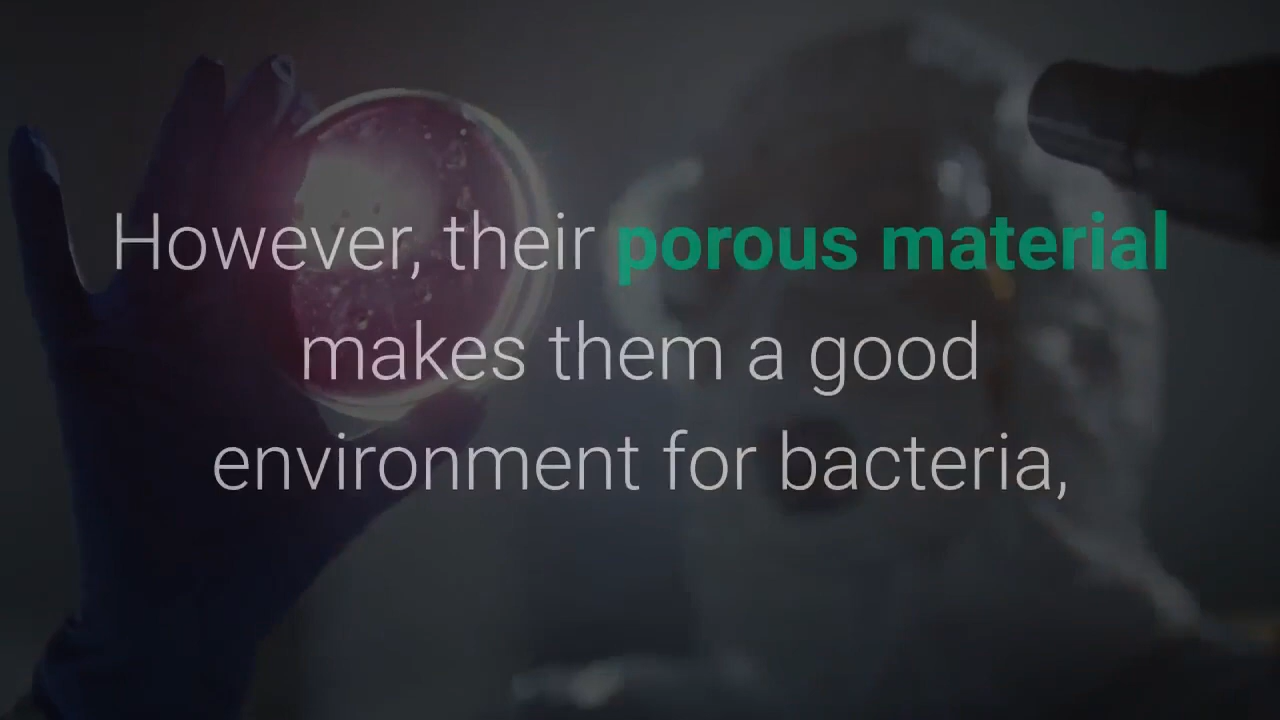 However, their porous material
makes them a good
environment for bacteria,